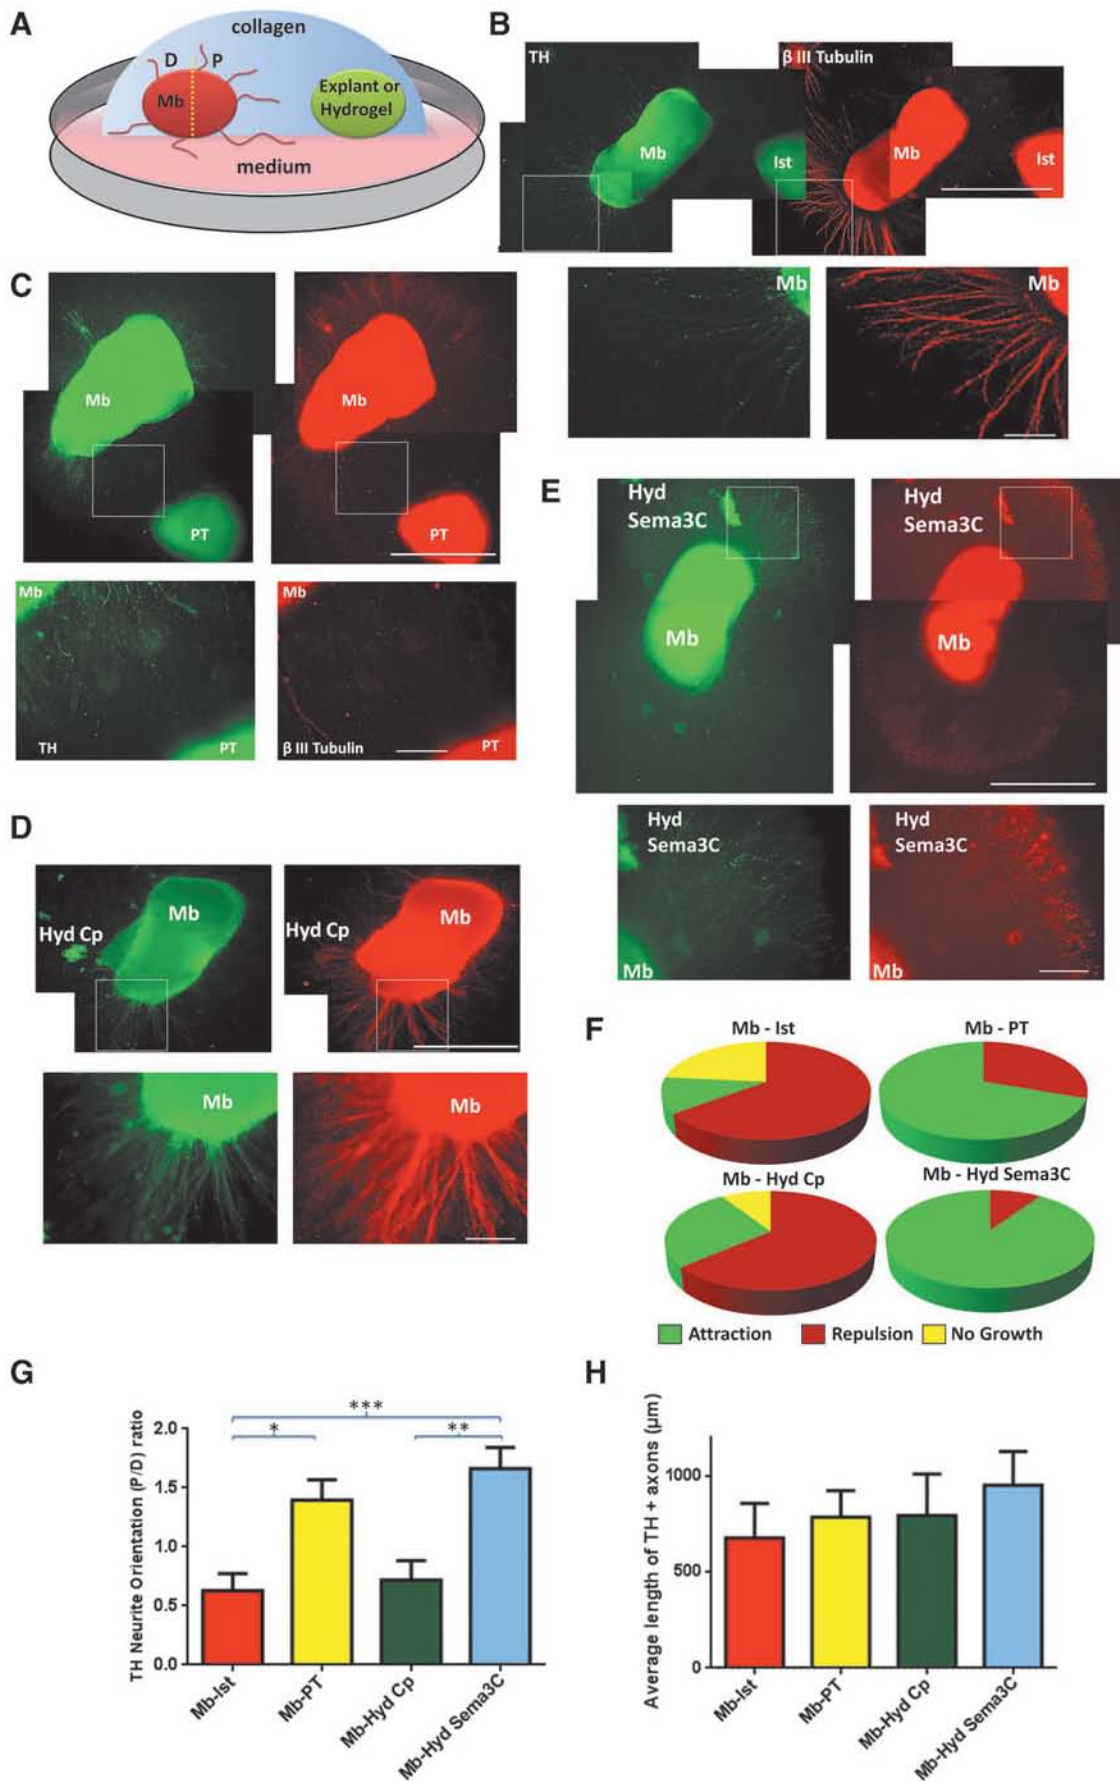 A
collagen
D
P
Mb
Explant or
Hydrogel
medium
B
TH
Mb
Ist
β III Tubulin
Mb
Ist
Mb
Mb
C
Mb
PT
Mb
PT
Mb
TH
PT
Mb
β III Tubulin
PT
D
Mb
Hyd Cp
Mb
Hyd Cp
Mb
Mb
E
Hyd
Sema3C
Mb
Hyd
Sema3C
Mb
Hyd
Sema3C
Mb
Hyd
Sema3C
Mb
F
Mb - Ist
Mb - PT
Mb - Hyd Cp
Mb - Hyd Sema3C
Attraction
Repulsion
No Growth
G
TH Neurite Orientation (P/D) ratio
2.0
1.5
1.0
0.5
0.0
***
*
**
Mb-Ist
Mb-PT
Mb-Hyd Cp
Mb-Hyd Sema3C
H
Average length of TH + axons (µm)
1000
500
0
Mb-Ist
Mb-PT
Mb-Hyd Cp
Mb-Hyd Sema3C